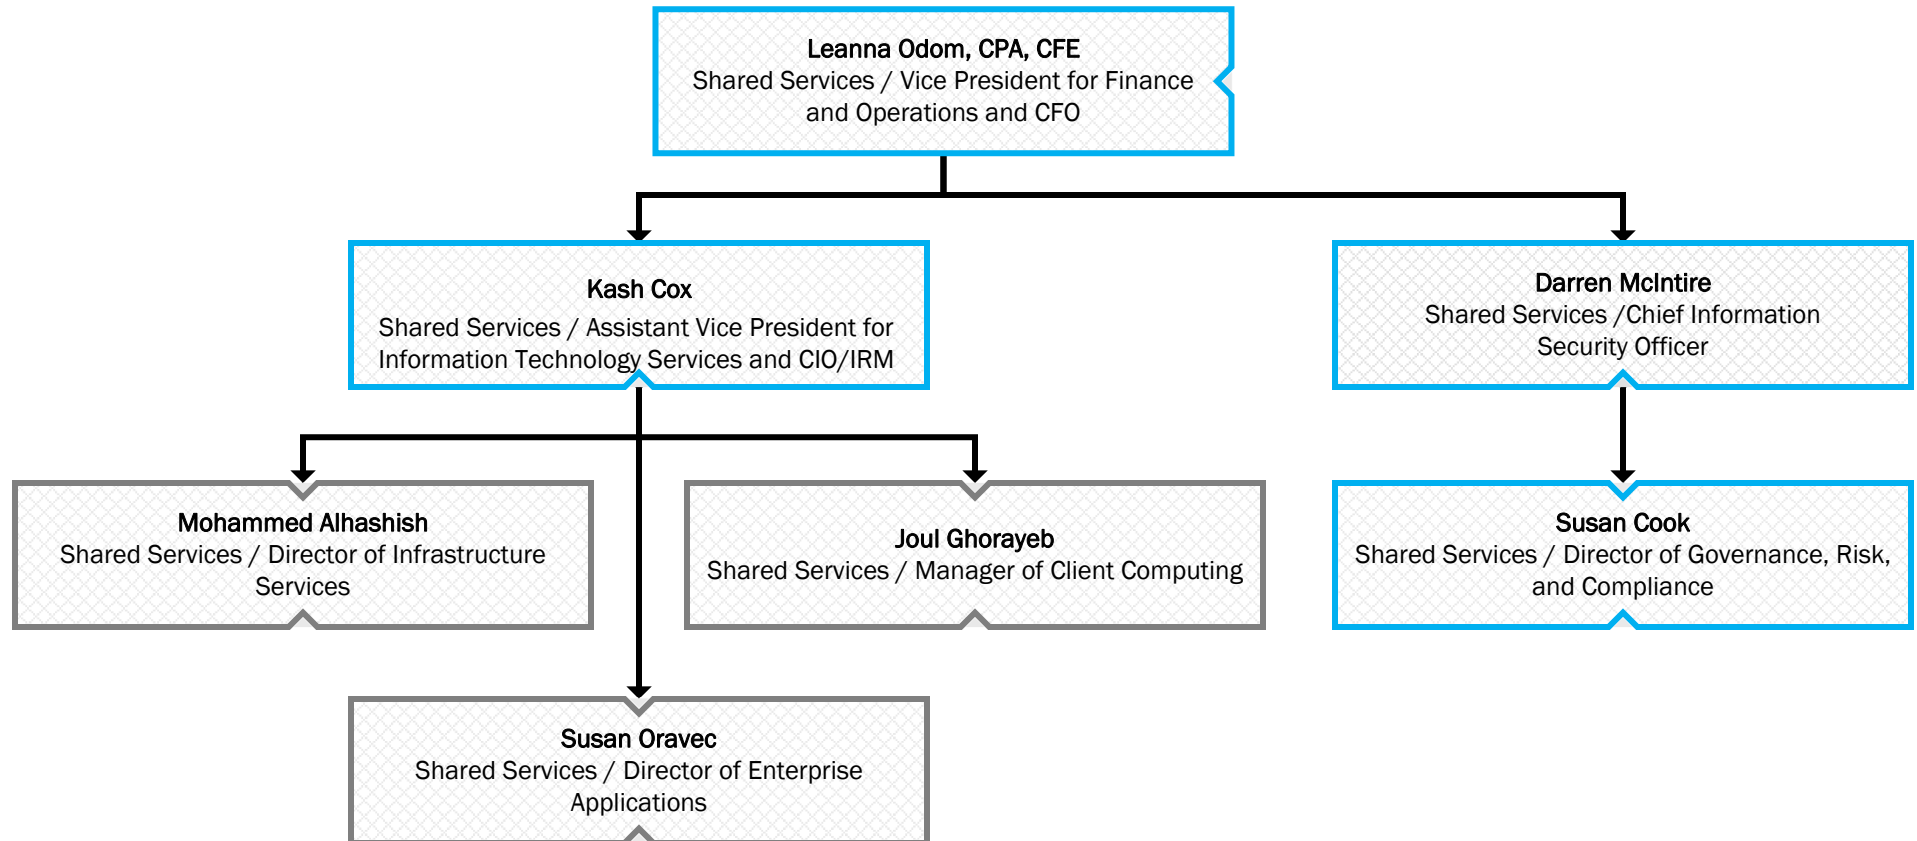 Leanna Odom, CPA, CFE
Shared Services / Vice President for Finance
and Operations and CFO
Kash Cox
Shared Services / Assistant Vice President for
Information Technology Services and CIO/IRM
Darren McIntire
Shared Services /Chief Information
Security Officer
Mohammed Alhashish
Shared Services / Director of Infrastructure
Services
Joul Ghorayeb
Shared Services / Manager of Client Computing
Susan Cook
Shared Services / Director of Governance, Risk,
and Compliance
Susan Oravec
Shared Services / Director of Enterprise
Applications